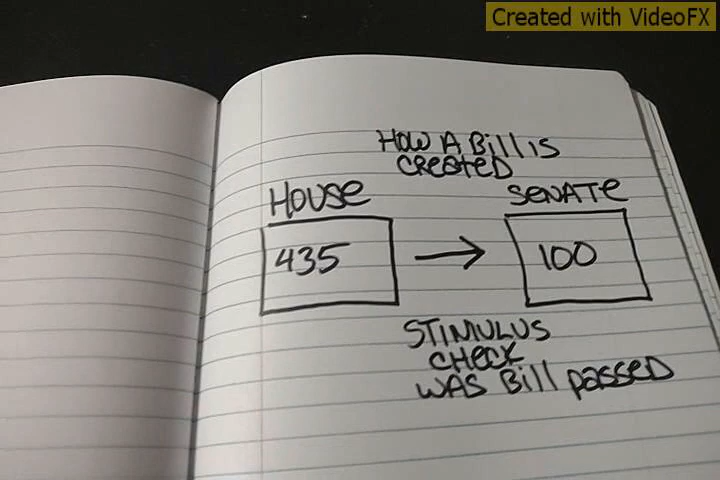 Created with VideoFX
HOW A Bill is
CREATED
HOUSE
SENATE
435
100
STIMULUS
CHECK
WAS Bill passed